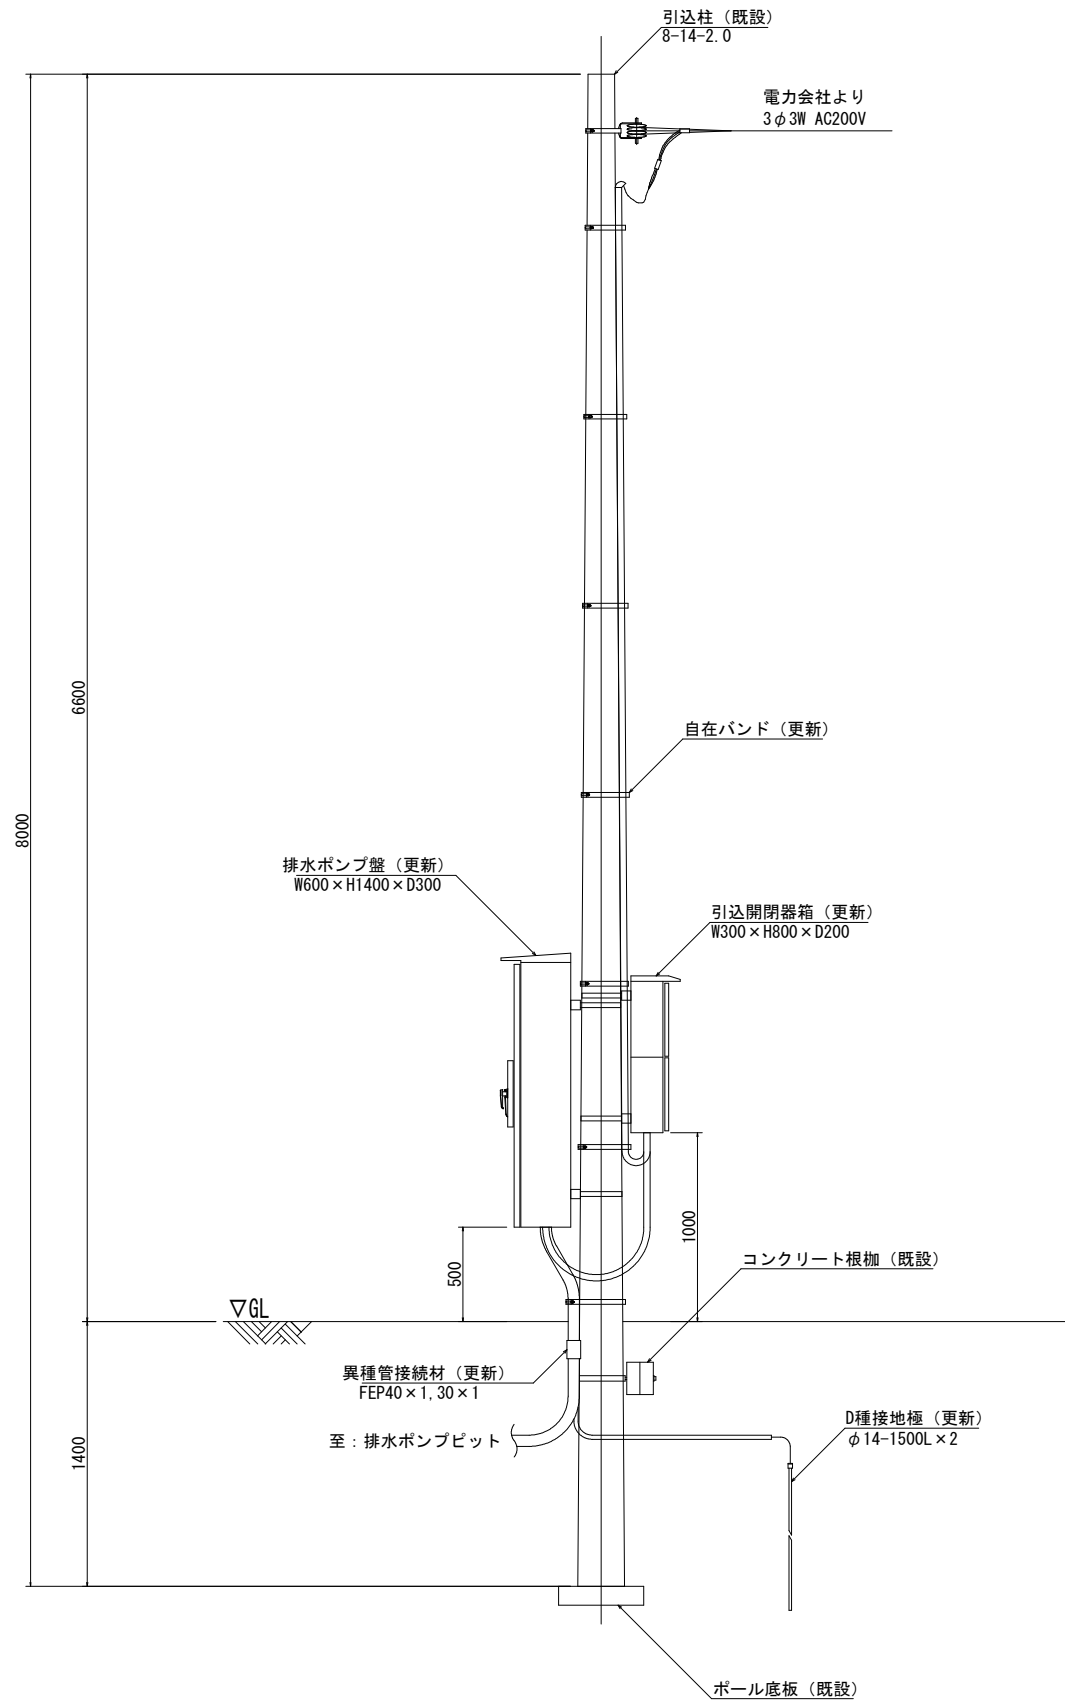 引込柱（既設）
8-14-2.0
電力会社より
3φ3W AC200V
6600
自在バンド（更新）
8000
排水ポンプ盤（更新）
W600×H1400×D300
引込開閉器箱（更新）
W300×H800×D200
1000
500
コンクリート根枷（既設）
▽GL
異種管接続材（更新）
FEP40×1,30×1
D種接地極（更新）
φ14-1500L×2
至：排水ポンプピット
1400
ポール底板（既設）